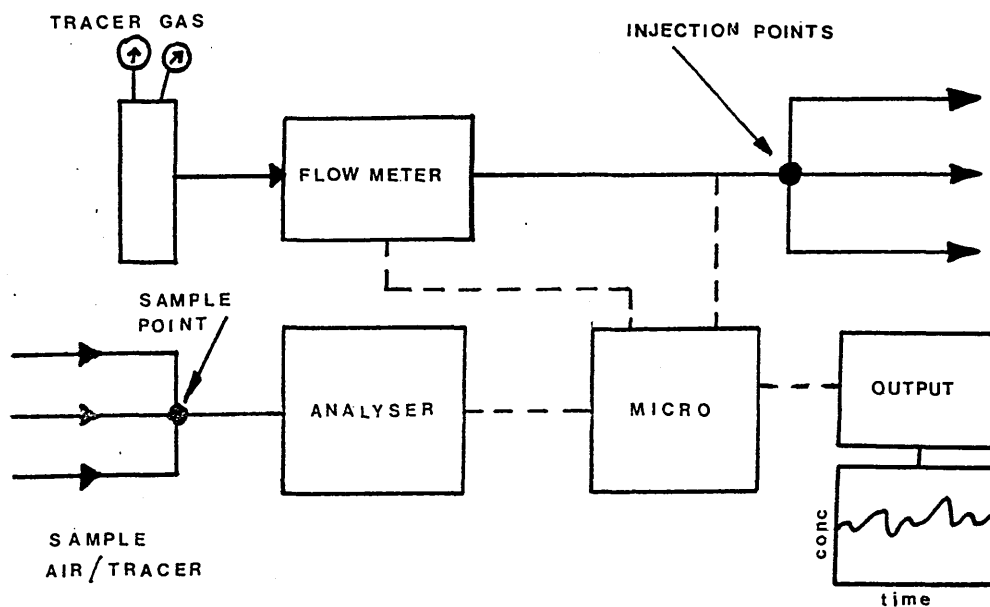 TRACER GAS
INJECTION POINTS
FLOW METER
SAMPLE
POINT
ANALYSER
MICRO
OUTPUT
SAMPLE
AIR/TRACER
conc
time